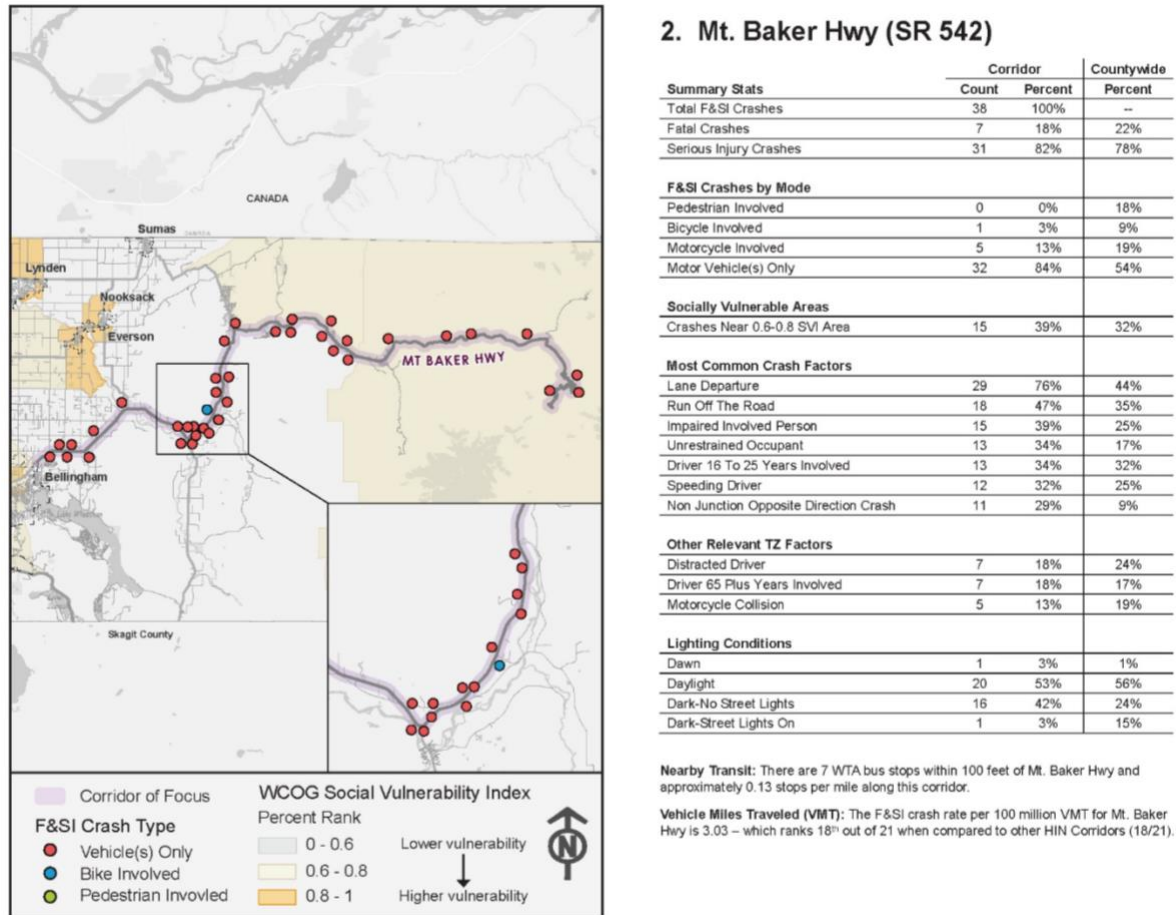 CANADA
Sumas
Lynden
Nooksack
Everson
MT BAKER HWY
Bellingham
Skagit County
Corridor of Focus
F&SI Crash Type
Vehicle(s) Only
Bike Involved
Pedestrian Invovled
WCOG Social Vulnerability Index
Percent Rank
0 - 0.6
0.6 - 0.8
0.8 - 1
Lower vulnerability
Higher vulnerability
N
2. Mt. Baker Hwy (SR 542)
Corridor Countywide
Summary Stats Count Percent Percent
Total F&SI Crashes 38 100% --
Fatal Crashes 7 18% 22%
Serious Injury Crashes 31 82% 78%
F&SI Crashes by Mode
Pedestrian Involved 0 0% 18%
Bicycle Involved 1 3% 9%
Motorcycle Involved 5 13% 19%
Motor Vehicle(s) Only 32 84% 54%
Socially Vulnerable Areas
Crashes Near 0.6-0.8 SVI Area 15 39% 32%
Most Common Crash Factors
Lane Departure 29 76% 44%
Run Off The Road 18 47% 35%
Impaired Involved Person 15 39% 25%
Unrestrained Occupant 13 34% 17%
Driver 16 To 25 Years Involved 13 34% 32%
Speeding Driver 12 32% 25%
Non Junction Opposite Direction Crash 11 29% 9%
Other Relevant TZ Factors
Distracted Driver 7 18% 24%
Driver 65 Plus Years Involved 7 18% 17%
Motorcycle Collision 5 13% 19%
Lighting Conditions
Dawn 1 3% 1%
Daylight 20 53% 56%
Dark-No Street Lights 16 42% 24%
Dark-Street Lights On 1 3% 15%
Nearby Transit: There are 7 WTA bus stops within 100 feet of Mt. Baker Hwy and
approximately 0.13 stops per mile along this corridor.
Vehicle Miles Traveled (VMT): The F&SI crash rate per 100 million VMT for Mt. Baker
Hwy is 3.03 – which ranks 18th out of 21 when compared to other HIN Corridors (18/21).